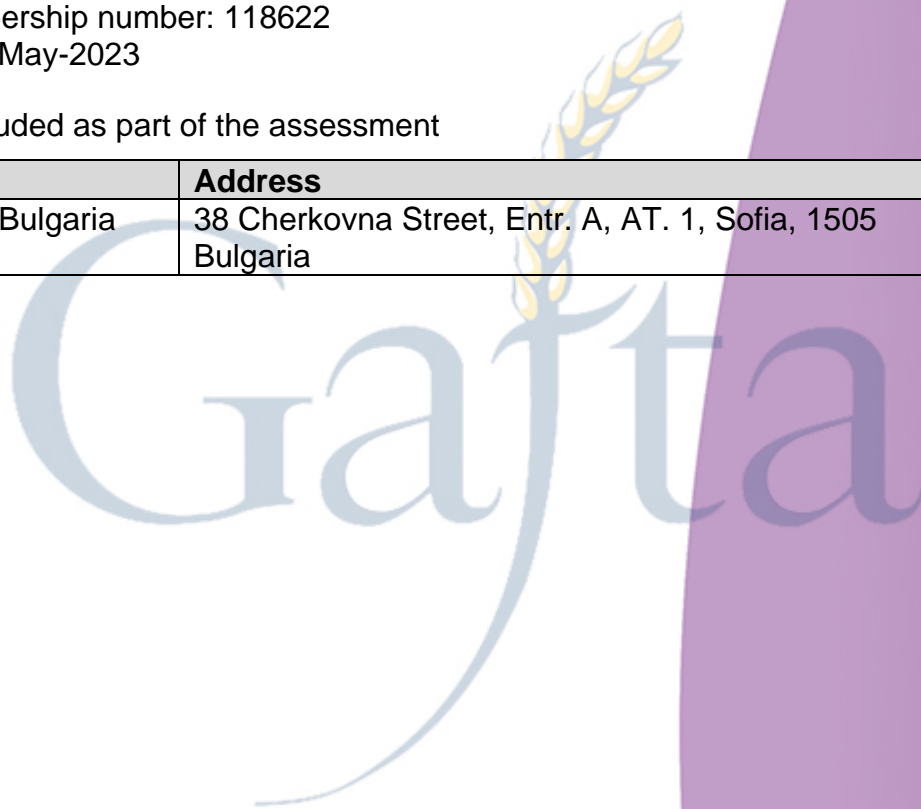 ership number: 118622
May-2023
uded as part of the assessment
Address
Bulgaria 38 Cherkovna Street, Entr. A, AT. 1, Sofia, 1505
Bulgaria
Gafta